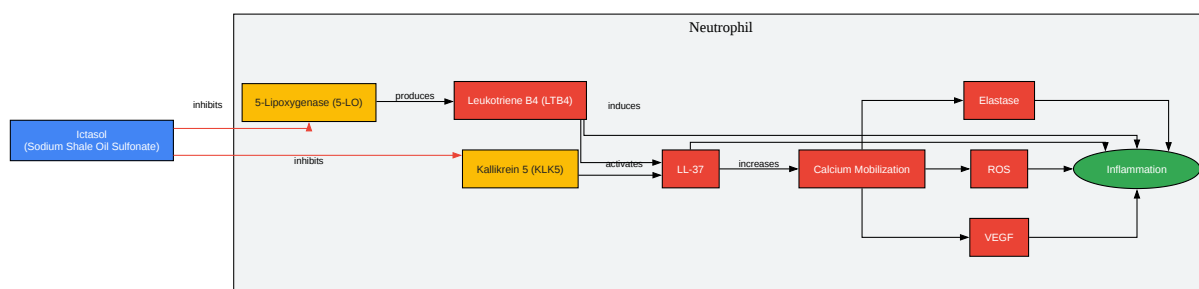 Neutrophil
inhibits
5-Lipoxygenase (5-LO)
produces
Leukotriene B4 (LTB4)
induces
Elastase
Ictasol
(Sodium Shale Oil Sulfonate)
inhibits
Kallikrein 5 (KLK5)
activates
LL-37
increases
Calcium Mobilization
ROS
Inflammation
VEGF